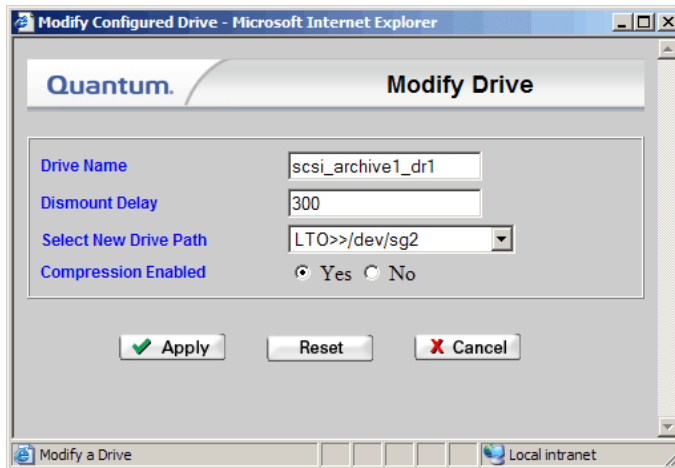 Modify Configured Drive - Microsoft Internet Explorer
Quantum.
Modify Drive
Drive Name scsi_archive1_dr1
Dismount Delay 300
Select New Drive Path LTO>>/dev/sg2
Compression Enabled Yes No
Apply Reset X Cancel
Modify a Drive Local intranet